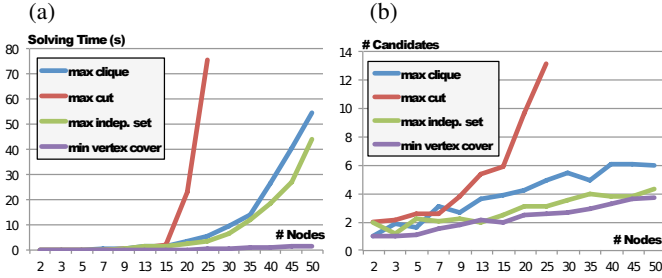 (a)
Solving Time (s)
80
70
60
50
40
30
20
10
0
max clique
max cut
max indep. set
min vertex cover
# Nodes
2 3 5 7 9 13 15 20 25 30 35 40 45 50
(b)
# Candidates
14
12
10
8
6
4
2
0
max clique
max cut
max indep. set
min vertex cover
2 3 5 7 9 13 15 20 25 30 35 40 45 50
# Nodes